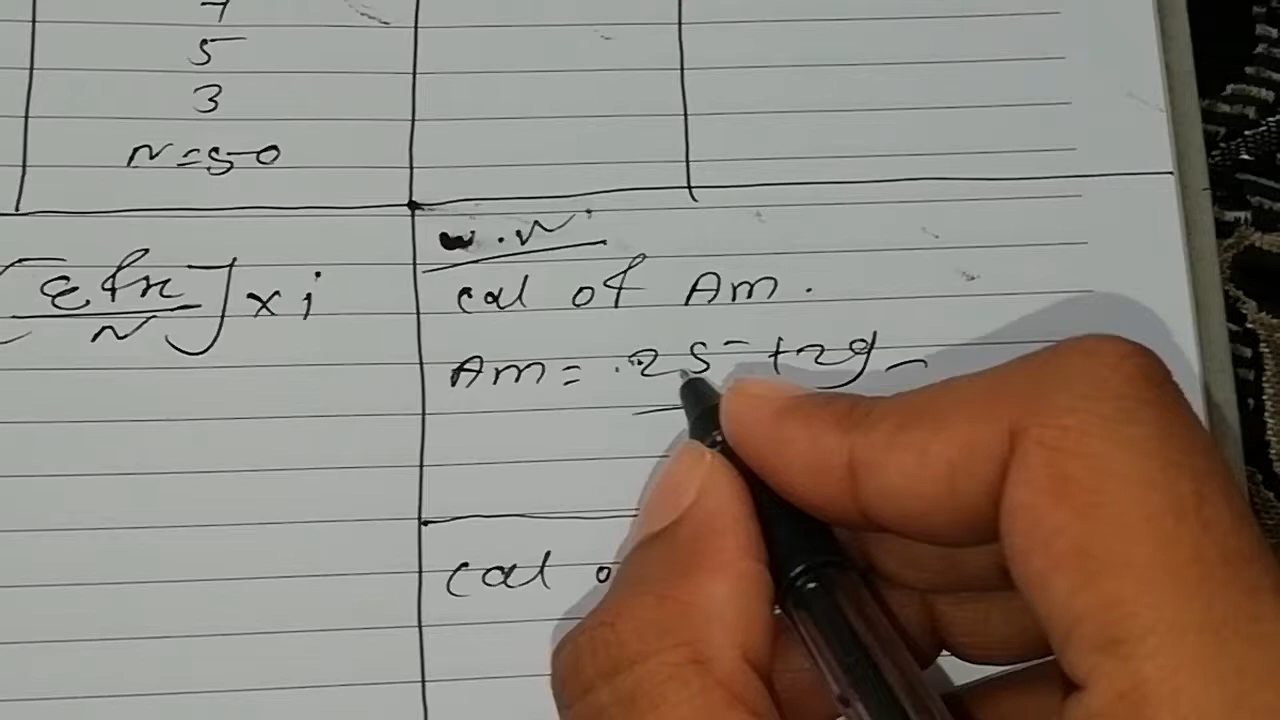 5
3
N=50
[Σfx/N] x i
W.N
cal of Am.
Am = 25 + 29
cal o